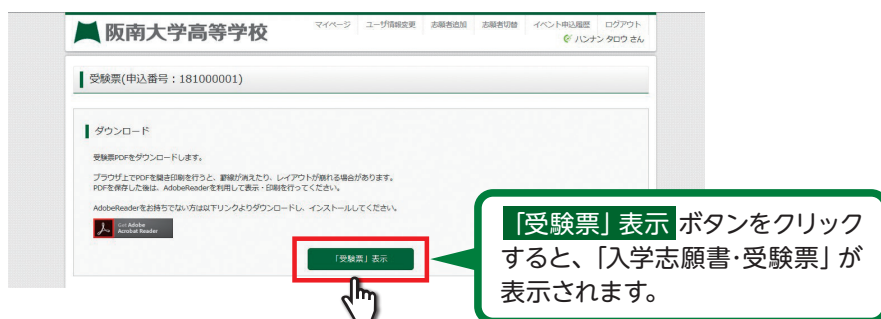 阪南大学高等学校
マイページ ユーザ情報変更 志願者追加 志願者切替 イベント申込履歴 ログアウト
ハンナン タロウ さん
受験票(申込番号：181000001)
ダウンロード
受験票PDFをダウンロードします。
ブラウザ上でPDFを開き印刷を行うと、罫線が消えたり、レイアウトが崩れる場合があります。
PDFを保存した後は、AdobeReaderを利用して表示・印刷を行ってください。
AdobeReaderをお持ちでない方は以下リンクよりダウンロードし、インストールしてください。
Get Adobe
Acrobat Reader
「受験票」表示
「受験票」表示 ボタンをクリック
すると、「入学志願書・受験票」が
表示されます。